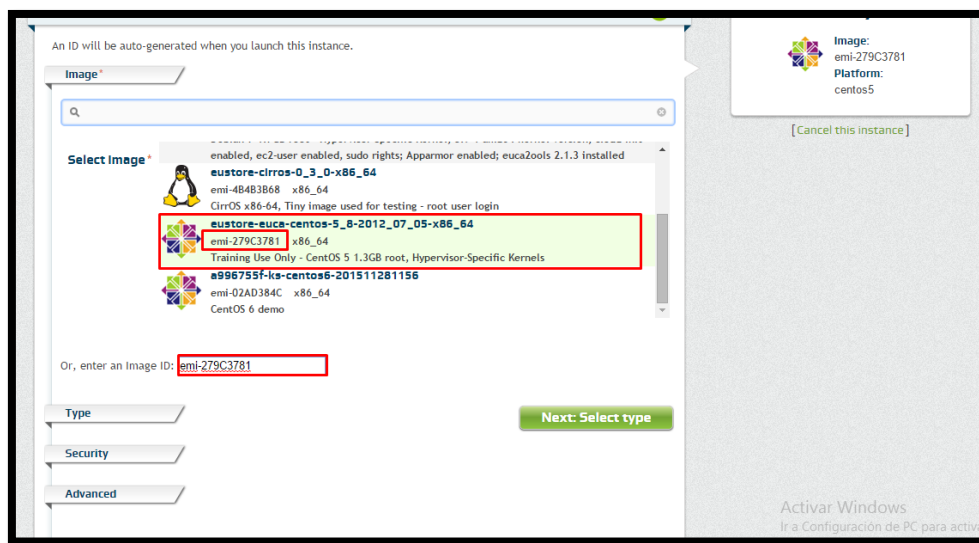 An ID will be auto-generated when you launch this instance.
Image*
Select Image*
enabled, ec2-user enabled, sudo rights; Apparmor enabled; euca2ools 2.1.3 installed
eustore-cirros-0_3_0-x86_64
emi-4B4B3B68 x86_64
CirrOS x86-64, Tiny image used for testing - root user login
eustore-euca-centos-5_8-2012_07_05-x86_64
emi-279C3781 x86_64
Training Use Only - CentOS 5 1.3GB root, Hypervisor-Specific Kernels
a996755f-ks-centos6-201511281156
emi-02AD384C x86_64
CentOS 6 demo
Or, enter an Image ID: emi-279C3781
Type
Next: Select type
Security
Advanced
Image:
emi-279C3781
Platform:
centos5
[Cancel this instance]
Activar Windows
Ir a Configuración de PC para activa